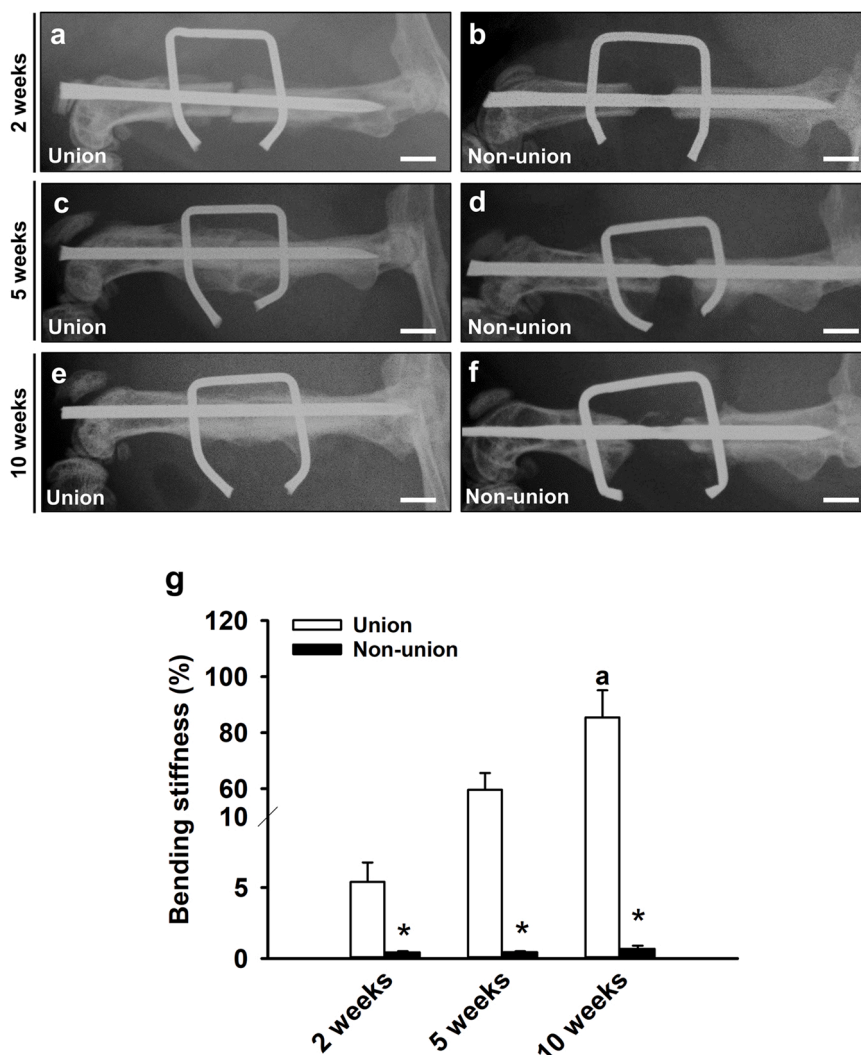 2 weeks
a
Union
b
Non-union
5 weeks
c
Union
d
Non-union
10 weeks
e
Union
f
Non-union
g
Bending stiffness (%)
120
100
80
60
10
5
0
Union
Non-union
a
*
*
*
2 weeks
5 weeks
10 weeks